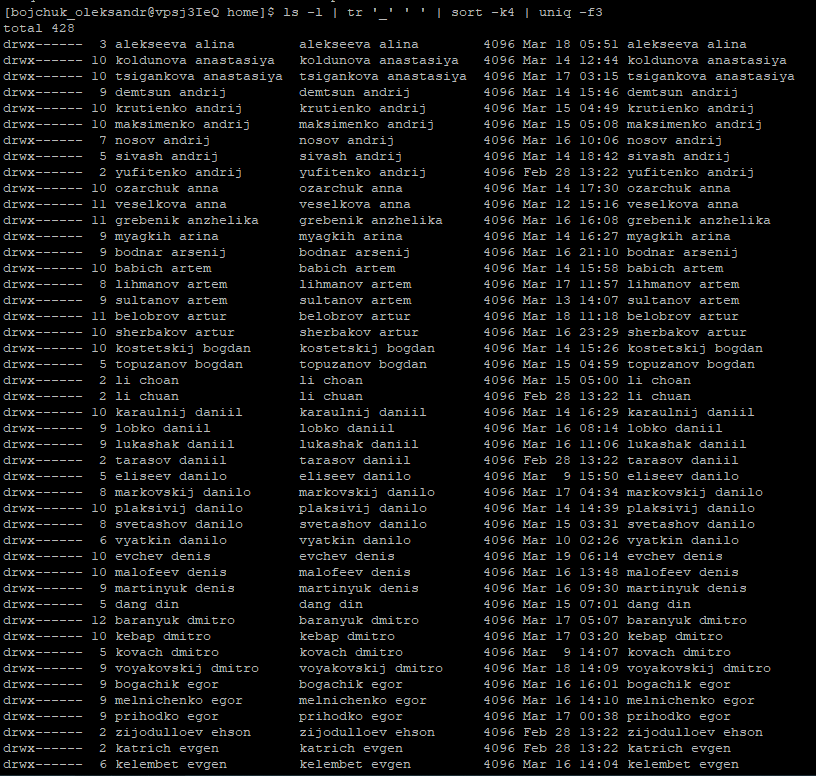 [bojchuk_oleksandr@vpsj3IeQ home]$ ls -l | tr '_' ' ' | sort -k4 | uniq -f3
total 428
drwx------  3 alekseeva alina        alekseeva alina        4096 Mar 18 05:51 alekseeva alina
drwx------ 10 koldunova anastasiya   koldunova anastasiya   4096 Mar 14 12:44 koldunova anastasiya
drwx------ 10 tsigankova anastasiya  tsigankova anastasiya  4096 Mar 17 03:15 tsigankova anastasiya
drwx------  9 demtsun andrij         demtsun andrij         4096 Mar 14 15:46 demtsun andrij
drwx------ 10 krutienko andrij       krutienko andrij       4096 Mar 15 04:49 krutienko andrij
drwx------ 10 maksimenko andrij      maksimenko andrij      4096 Mar 15 05:08 maksimenko andrij
drwx------  7 nosov andrij           nosov andrij           4096 Mar 16 10:06 nosov andrij
drwx------  5 sivash andrij          sivash andrij          4096 Mar 14 18:42 sivash andrij
drwx------  2 yufitenko andrij       yufitenko andrij       4096 Feb 28 13:22 yufitenko andrij
drwx------ 10 ozarchuk anna          ozarchuk anna          4096 Mar 14 17:30 ozarchuk anna
drwx------ 11 veselkova anna         veselkova anna         4096 Mar 12 15:16 veselkova anna
drwx------ 11 grebenik anzhelika     grebenik anzhelika     4096 Mar 16 16:08 grebenik anzhelika
drwx------  9 myagkih arina          myagkih arina          4096 Mar 14 16:27 myagkih arina
drwx------  9 bodnar arsenij         bodnar arsenij         4096 Mar 16 21:10 bodnar arsenij
drwx------ 10 babich artem           babich artem           4096 Mar 14 15:58 babich artem
drwx------  8 lihmanov artem         lihmanov artem         4096 Mar 17 11:57 lihmanov artem
drwx------  9 sultanov artem         sultanov artem         4096 Mar 13 14:07 sultanov artem
drwx------ 11 belobrov artur         belobrov artur         4096 Mar 18 11:18 belobrov artur
drwx------ 10 sherbakov artur        sherbakov artur        4096 Mar 16 23:29 sherbakov artur
drwx------ 10 kostetskij bogdan      kostetskij bogdan      4096 Mar 14 15:26 kostetskij bogdan
drwx------  5 topuzanov bogdan       topuzanov bogdan       4096 Mar 15 04:59 topuzanov bogdan
drwx------  2 li choan               li choan               4096 Mar 15 05:00 li choan
drwx------  2 li chuan               li chuan               4096 Feb 28 13:22 li chuan
drwx------ 10 karaulnij daniil       karaulnij daniil       4096 Mar 14 16:29 karaulnij daniil
drwx------  9 lobko daniil           lobko daniil           4096 Mar 16 08:14 lobko daniil
drwx------  9 lukashak daniil        lukashak daniil        4096 Mar 16 11:06 lukashak daniil
drwx------  2 tarasov daniil         tarasov daniil         4096 Feb 28 13:22 tarasov daniil
drwx------  5 eliseev danilo         eliseev danilo         4096 Mar  9 15:50 eliseev danilo
drwx------  8 markovskij danilo      markovskij danilo      4096 Mar 17 04:34 markovskij danilo
drwx------ 10 plaksivij danilo       plaksivij danilo       4096 Mar 14 14:39 plaksivij danilo
drwx------  8 svetashov danilo       svetashov danilo       4096 Mar 15 03:31 svetashov danilo
drwx------  6 vyatkin danilo         vyatkin danilo         4096 Mar 10 02:26 vyatkin danilo
drwx------ 10 evchev denis           evchev denis           4096 Mar 19 06:14 evchev denis
drwx------ 10 malofeev denis         malofeev denis         4096 Mar 16 13:48 malofeev denis
drwx------  9 martinyuk denis        martinyuk denis        4096 Mar 16 09:30 martinyuk denis
drwx------  5 dang din               dang din               4096 Mar 15 07:01 dang din
drwx------ 12 baranyuk dmitro        baranyuk dmitro        4096 Mar 17 05:07 baranyuk dmitro
drwx------ 10 kebap dmitro           kebap dmitro           4096 Mar 17 03:20 kebap dmitro
drwx------  5 kovach dmitro          kovach dmitro          4096 Mar  9 14:07 kovach dmitro
drwx------  9 voyakovskij dmitro     voyakovskij dmitro     4096 Mar 18 14:09 voyakovskij dmitro
drwx------  9 bogachik egor          bogachik egor          4096 Mar 16 16:01 bogachik egor
drwx------  9 melnichenko egor       melnichenko egor       4096 Mar 16 14:10 melnichenko egor
drwx------  9 prihodko egor          prihodko egor          4096 Mar 17 00:38 prihodko egor
drwx------  2 zijodulloev ehson      zijodulloev ehson      4096 Feb 28 13:22 zijodulloev ehson
drwx------  2 katrich evgen          katrich evgen          4096 Feb 28 13:22 katrich evgen
drwx------  6 kelembet evgen         kelembet evgen         4096 Mar 16 14:04 kelembet evgen